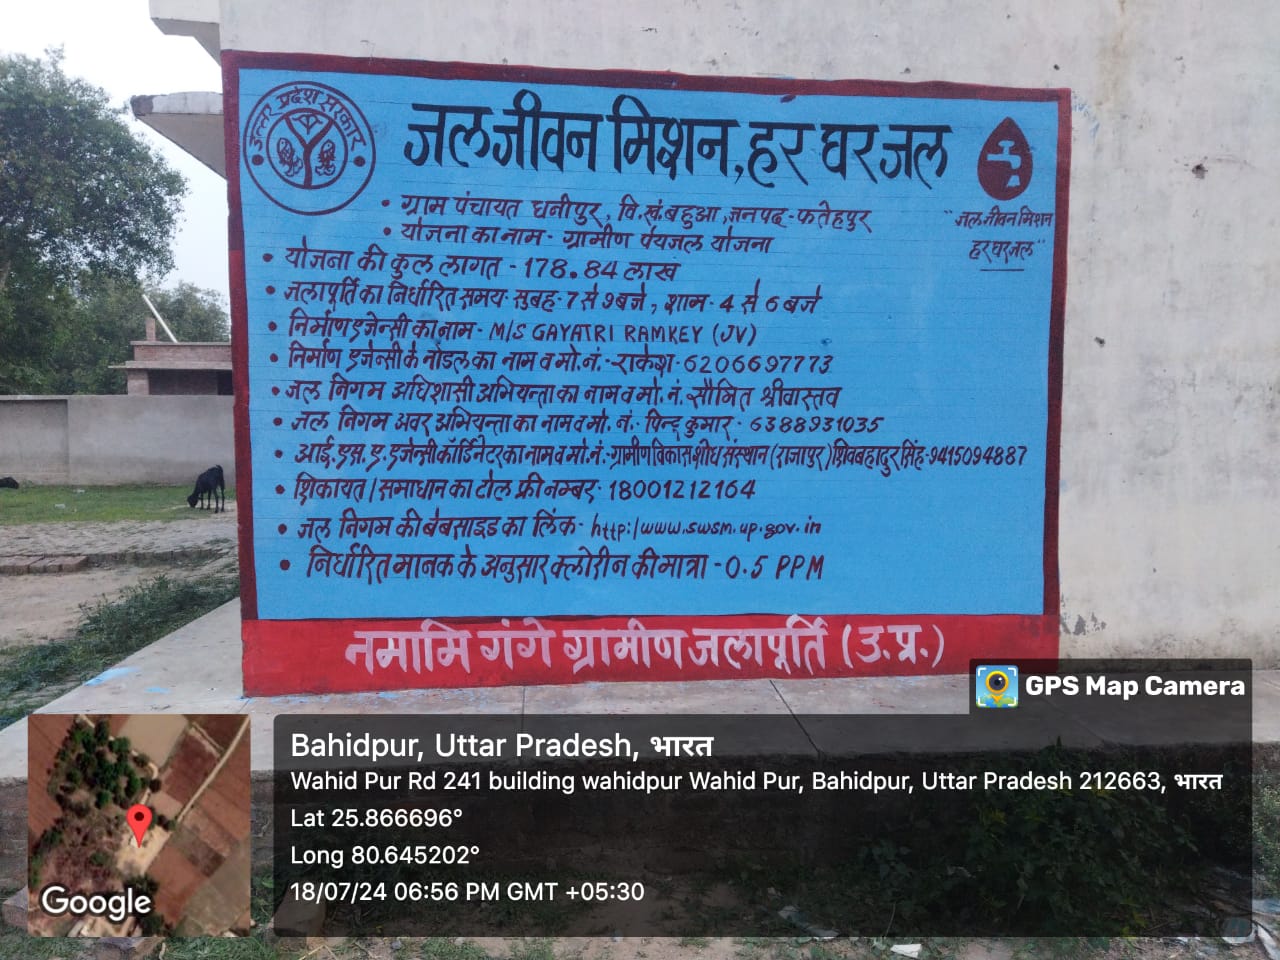 उत्तर प्रदेश सरकार
जल जीवन मिशन, हर घर जल
"जल जीवन मिशन
हर घर जल"
• ग्राम पंचायत धनीपुर, वि.खं.बहुआ, जनपद-फतेहपुर
• योजना का नाम- ग्रामीण पेयजल योजना
• योजना की कुल लागत - 178.84 लाख
• जलापूर्ति का निर्धारित समय: सुबह- 7 से 9 बजे, शाम- 4 से 6 बजे
• निर्माण एजेन्सी का नाम- M/S GAYATRI RAMKEY (JV)
• निर्माण एजेन्सी के नोडल का नाम व मो.नं.- राकेश- 6206697773
• जल निगम अधिशासी अभियन्ता का नाम व मो. नं. सौमित श्रीवास्तव
• जल निगम अवर अभियन्ता का नाम व मो. नं.- पिन्टू कुमार- 6388931035
• आई.एस.ए. एजेन्सी कॉर्डिनेटर का नाम व मो.नं.-ग्रामीण विकास शोध संस्थान (राजापुर) शिवबहादुर सिंह-9415094887
• शिकायत/समाधान का टोल फ्री नम्बर- 18001212164
• जल निगम की बेबसाइड का लिंक- http:/www.swsm.up.gov.in
• निर्धारित मानक के अनुसार क्लोरीन की मात्रा - 0.5 PPM
नमामि गंगे ग्रामीण जलापूर्ति (उ.प्र.)
GPS Map Camera
Bahidpur, Uttar Pradesh, भारत
Wahid Pur Rd 241 building wahidpur Wahid Pur, Bahidpur, Uttar Pradesh 212663, भारत
Lat 25.866696°
Long 80.645202°
18/07/24 06:56 PM GMT +05:30
Google